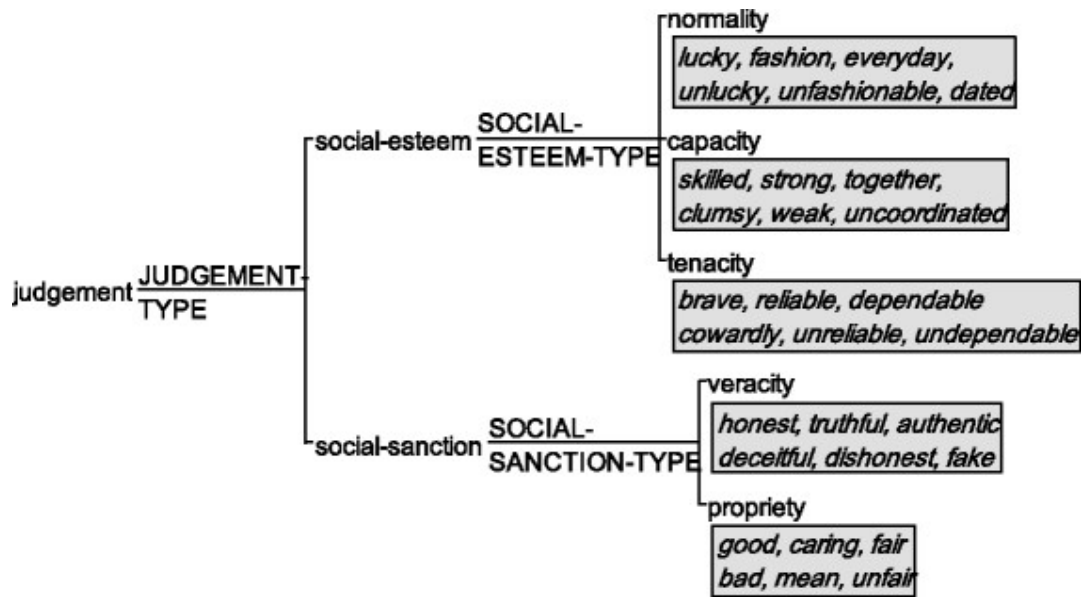 normality
lucky, fashion, everyday,
unlucky, unfashionable, dated
social-esteem SOCIAL-
ESTEEM-TYPE
capacity
skilled, strong, together,
clumsy, weak, uncoordinated
tenacity
brave, reliable, dependable
cowardly, unreliable, undependable
judgement JUDGEMENT-
TYPE
veracity
honest, truthful, authentic
deceitful, dishonest, fake
social-sanction SOCIAL-
SANCTION-TYPE
propriety
good, caring, fair
bad, mean, unfair